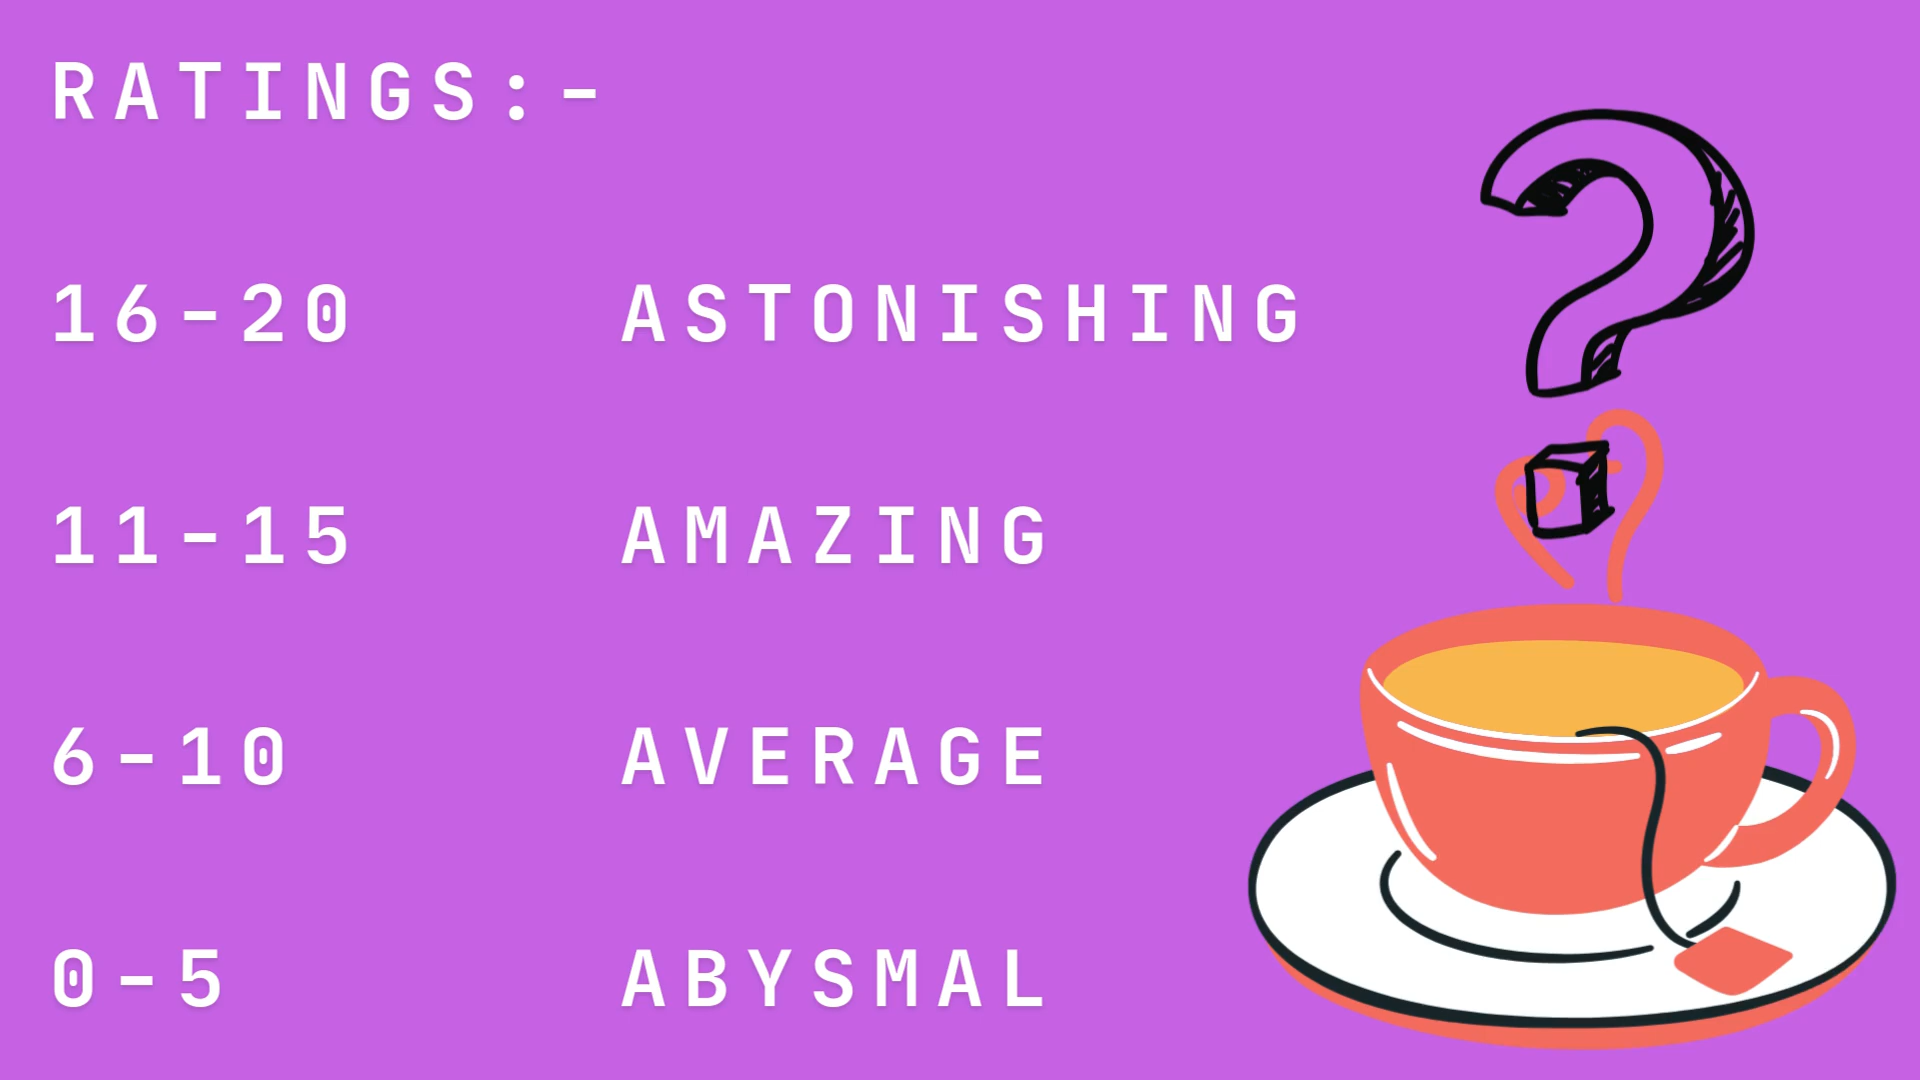 RATINGS:-
16-20 ASTONISHING
11-15 AMAZING
6-10 AVERAGE
0-5 ABYSMAL